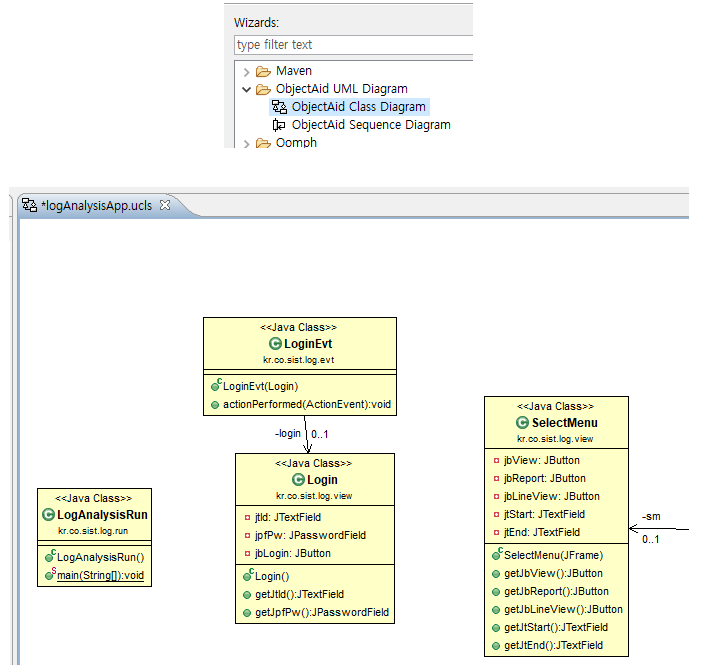 Wizards:
type filter text
Maven
ObjectAid UML Diagram
ObjectAid Class Diagram
ObjectAid Sequence Diagram
Oomph
*logAnalysisApp.ucls
<<Java Class>>
LoginEvt
kr.co.sist.log.evt
LoginEvt(Login)
actionPerformed(ActionEvent):void
-login 0..1
<<Java Class>>
Login
kr.co.sist.log.view
jtId: JTextField
jpfPw: JPasswordField
jbLogin: JButton
Login()
getJtId():JTextField
getJpfPw():JPasswordField
<<Java Class>>
LogAnalysisRun
kr.co.sist.log.run
LogAnalysisRun()
main(String[]):void
<<Java Class>>
SelectMenu
kr.co.sist.log.view
jbView: JButton
jbReport: JButton
jbLineView: JButton
jtStart: JTextField
jtEnd: JTextField
SelectMenu(JFrame)
getJbView():JButton
getJbReport():JButton
getJbLineView():JButton
getJtStart():JTextField
getJtEnd():JTextField
-sm
0..1